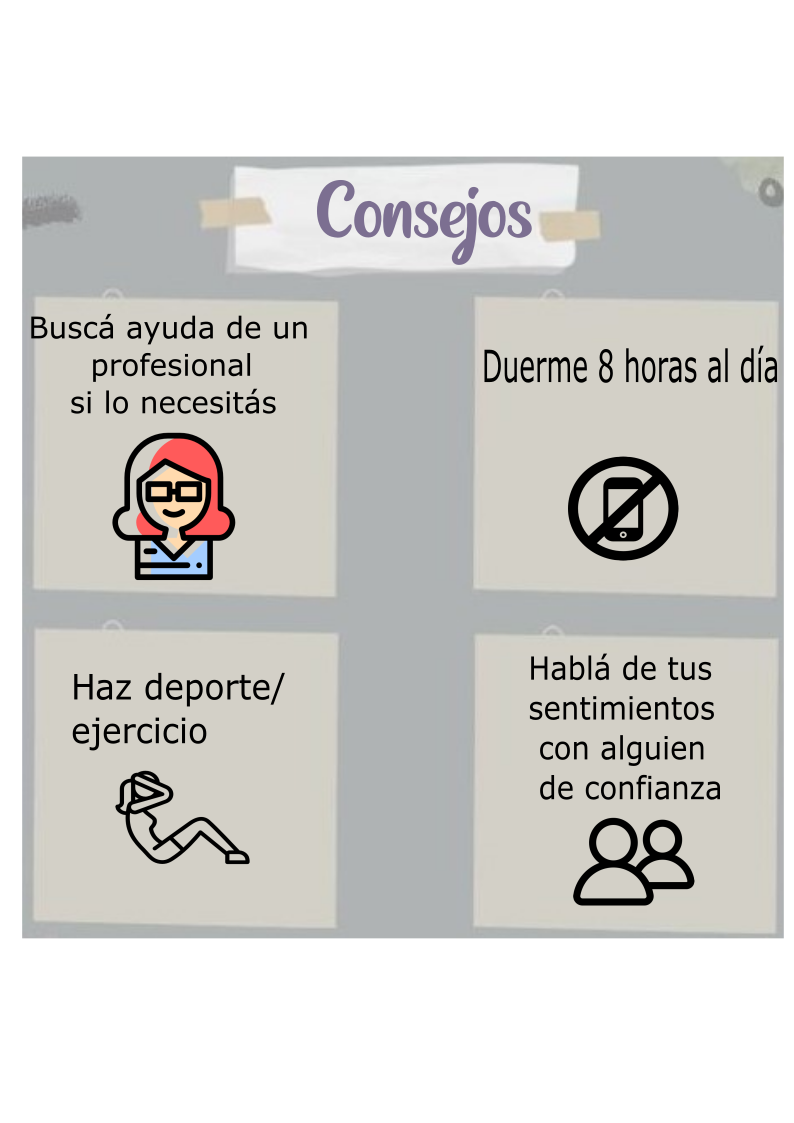 Consejos
Buscá ayuda de un
profesional
si lo necesitás
Duerme 8 horas al día
Haz deporte/
ejercicio
Hablá de tus
sentimientos
con alguien
de confianza